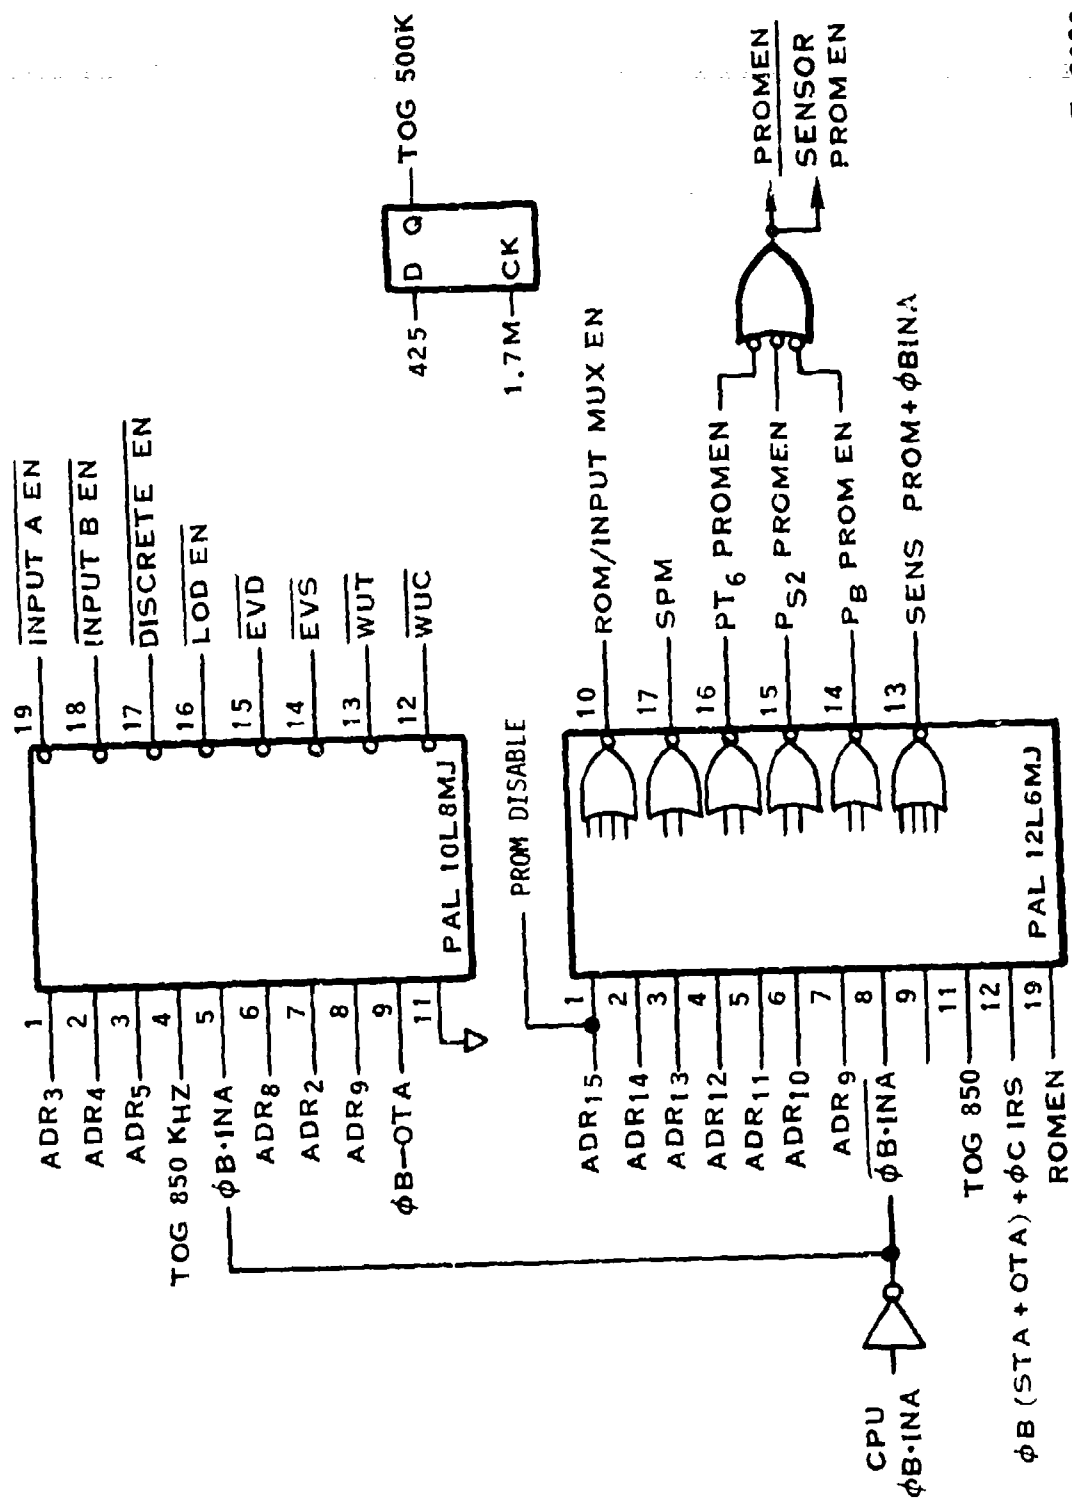 ADR3 1
ADR4 2
ADR5 3
TOG 850 KHZ 4
ϕB·INA 5
ADR8 6
ADR2 7
ADR9 8
ϕB–OTA 9
11
PAL 10L8MJ
19 INPUT A EN
18 INPUT B EN
17 DISCRETE EN
16 LOD EN
15 EVD
14 EVS
13 WUT
12 WUC
425 D Q TOG 500K
1.7M CK
PROM DISABLE
ADR15 1
ADR14 2
ADR13 3
ADR12 4
ADR11 5
ADR10 6
ADR9 7
ϕB·INA 8
9
TOG 850 11
ϕB (STA + OTA) + ϕC IRS 12
ROMEN 19
CPU
ϕB·INA
PAL 12L6MJ
10 ROM/INPUT MUX EN
17 SPM
16 PT6 PROMEN
15 PS2 PROMEN
14 PB PROM EN
13 SENS PROM+ϕBINA
PROMEN
SENSOR
PROM EN